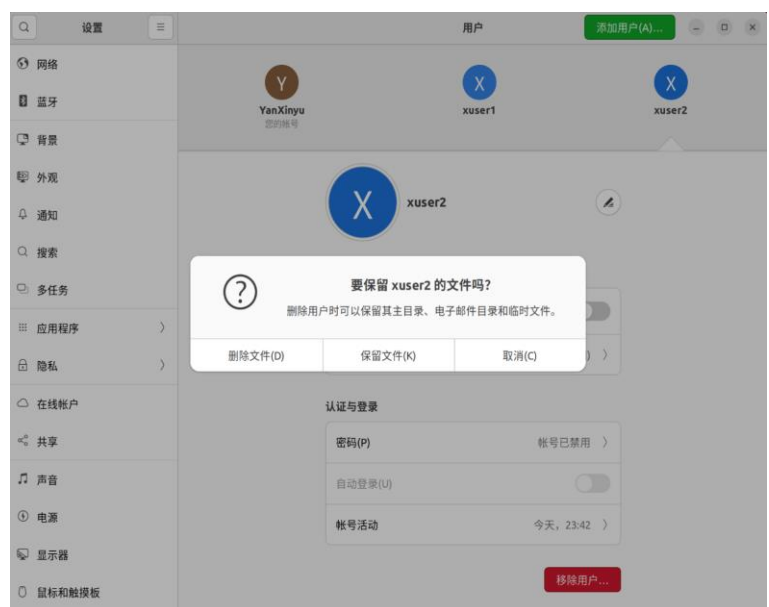 设置
用户
添加用户(A)...
网络
蓝牙
背景
外观
通知
搜索
多任务
应用程序
隐私
在线帐户
共享
声音
电源
显示器
鼠标和触摸板
Y
YanXinyu
您的帐号
X
xuser1
X
xuser2
X
xuser2
要保留 xuser2 的文件吗?
删除用户时可以保留其主目录、电子邮件目录和临时文件。
删除文件(D)
保留文件(K)
取消(C)
)
认证与登录
密码(P)
帐号已禁用
自动登录(U)
帐号活动
今天，23:42
移除用户...